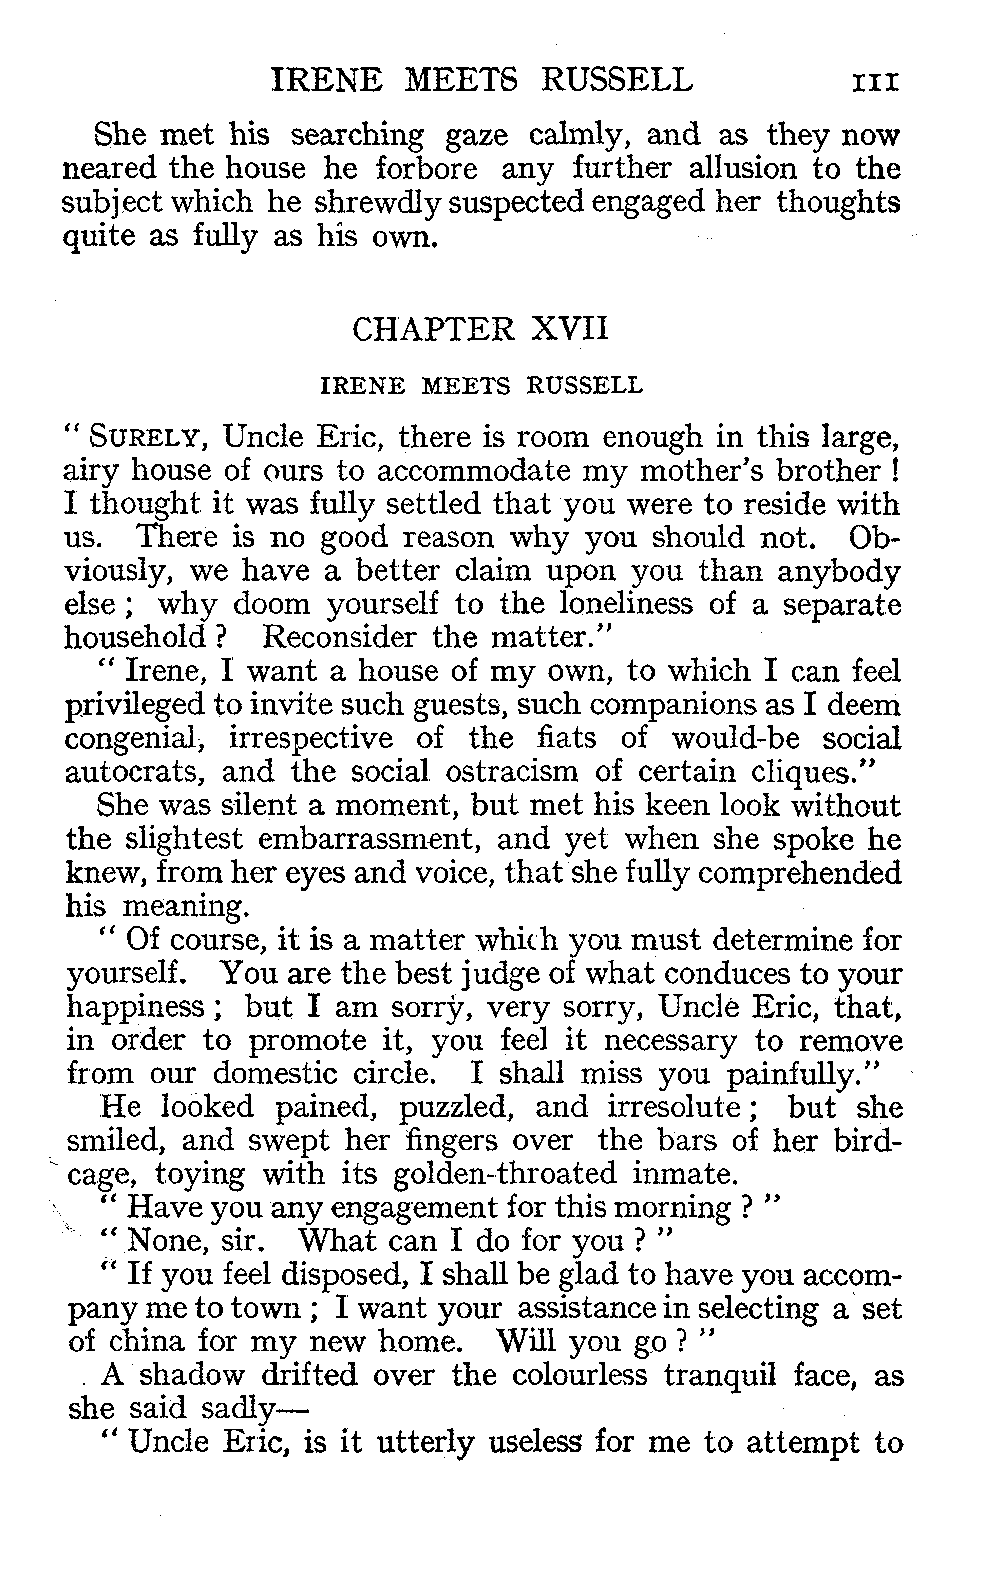 IRENE MEETS RUSSELL 111
She met his searching gaze calmly, and as they now
neared the house he forbore any further allusion to the
subject which he shrewdly suspected engaged her thoughts
quite as fully as his own.
CHAPTER XVII
IRENE MEETS RUSSELL
“ SURELY, Uncle Eric, there is room enough in this large,
airy house of ours to accommodate my mother’s brother !
I thought it was fully settled that you were to reside with
us. There is no good reason why you should not. Ob-
viously, we have a better claim upon you than anybody
else ; why doom yourself to the loneliness of a separate
household ? Reconsider the matter.”
“ Irene, I want a house of my own, to which I can feel
privileged to invite such guests, such companions as I deem
congenial, irrespective of the fiats of would-be social
autocrats, and the social ostracism of certain cliques.”
She was silent a moment, but met his keen look without
the slightest embarrassment, and yet when she spoke he
knew, from her eyes and voice, that she fully comprehended
his meaning.
“ Of course, it is a matter which you must determine for
yourself. You are the best judge of what conduces to your
happiness ; but I am sorry, very sorry, Uncle Eric, that,
in order to promote it, you feel it necessary to remove
from our domestic circle. I shall miss you painfully.”
He looked pained, puzzled, and irresolute ; but she
smiled, and swept her fingers over the bars of her bird-
cage, toying with its golden-throated inmate.
“ Have you any engagement for this morning ? ”
“ None, sir. What can I do for you ? ”
“ If you feel disposed, I shall be glad to have you accom-
pany me to town ; I want your assistance in selecting a set
of china for my new home. Will you go ? ”
A shadow drifted over the colourless tranquil face, as
she said sadly—
“ Uncle Eric, is it utterly useless for me to attempt to